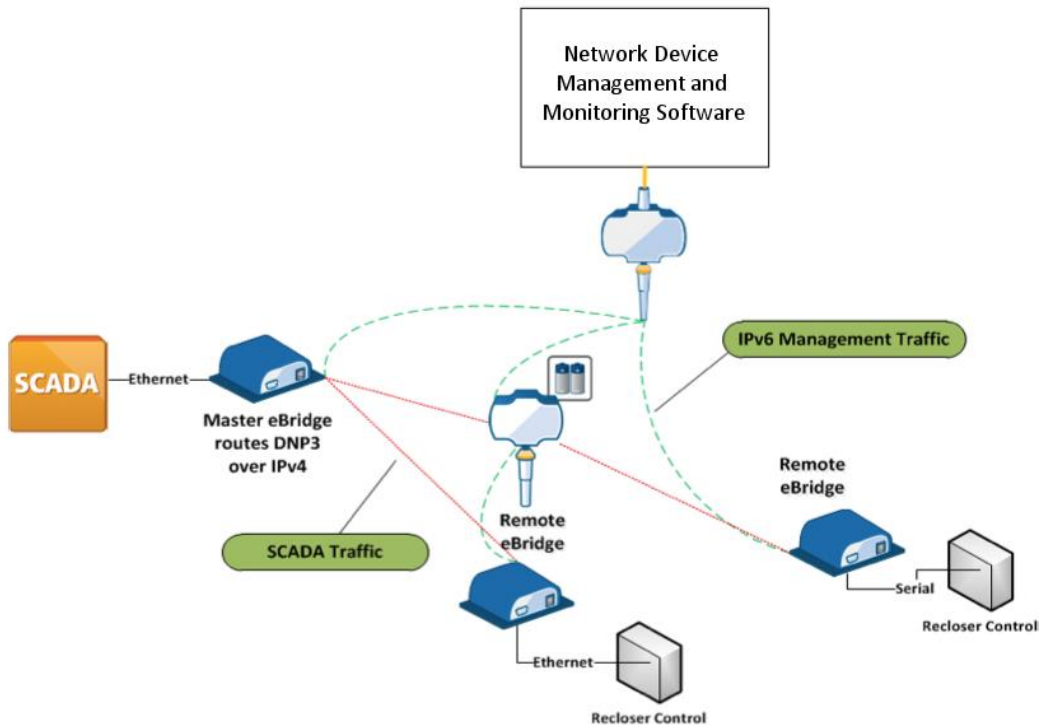 Network Device
Management and
Monitoring Software
IPv6 Management Traffic
SCADA
Ethernet
Master eBridge
routes DNP3
over IPv4
Remote
eBridge
Remote
eBridge
SCADA Traffic
Serial
Recloser Control
Ethernet
Recloser Control